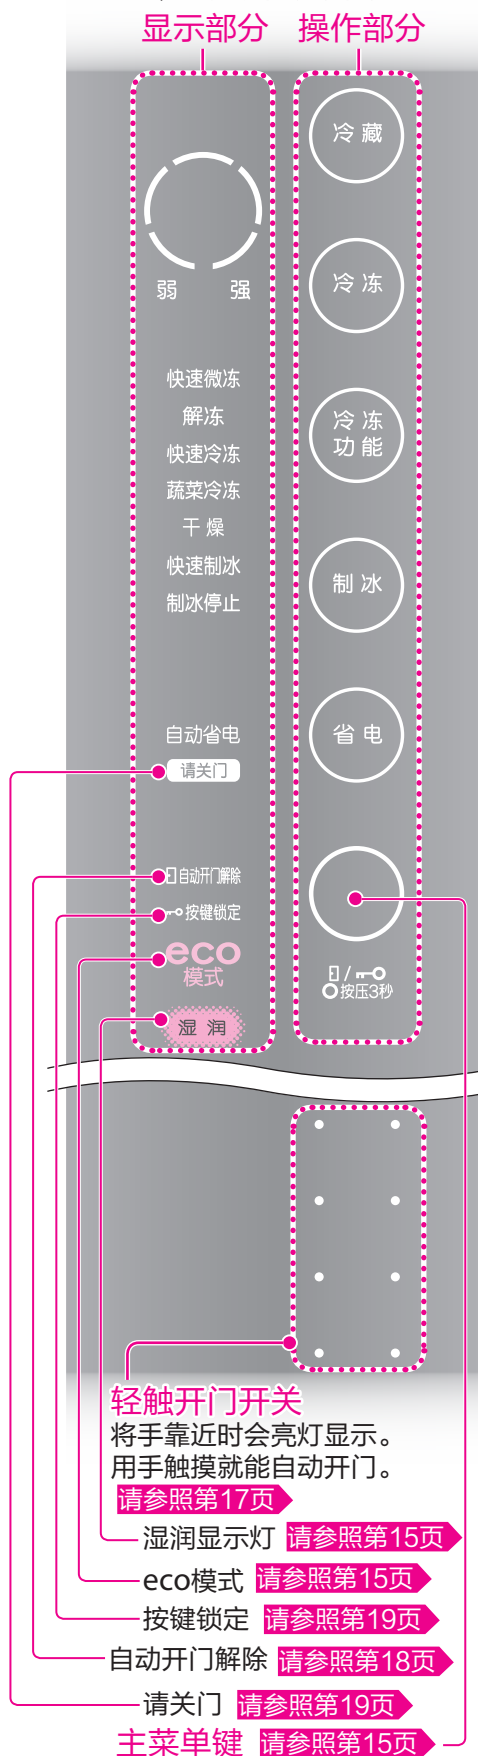 显示部分 操作部分
冷藏
弱 强
冷冻
快速微冻
解冻
快速冷冻
蔬菜冷冻
干燥
快速制冰
制冰停止
冷冻
功能
制冰
自动省电
请关门
省电
自动开门解除
按键锁定
eco
模式
湿润
/
按压3秒
轻触开门开关
将手靠近时会亮灯显示。
用手触摸就能自动开门。
请参照第17页
湿润显示灯 请参照第15页
eco模式 请参照第15页
按键锁定 请参照第19页
自动开门解除 请参照第18页
请关门 请参照第19页
主菜单键 请参照第15页